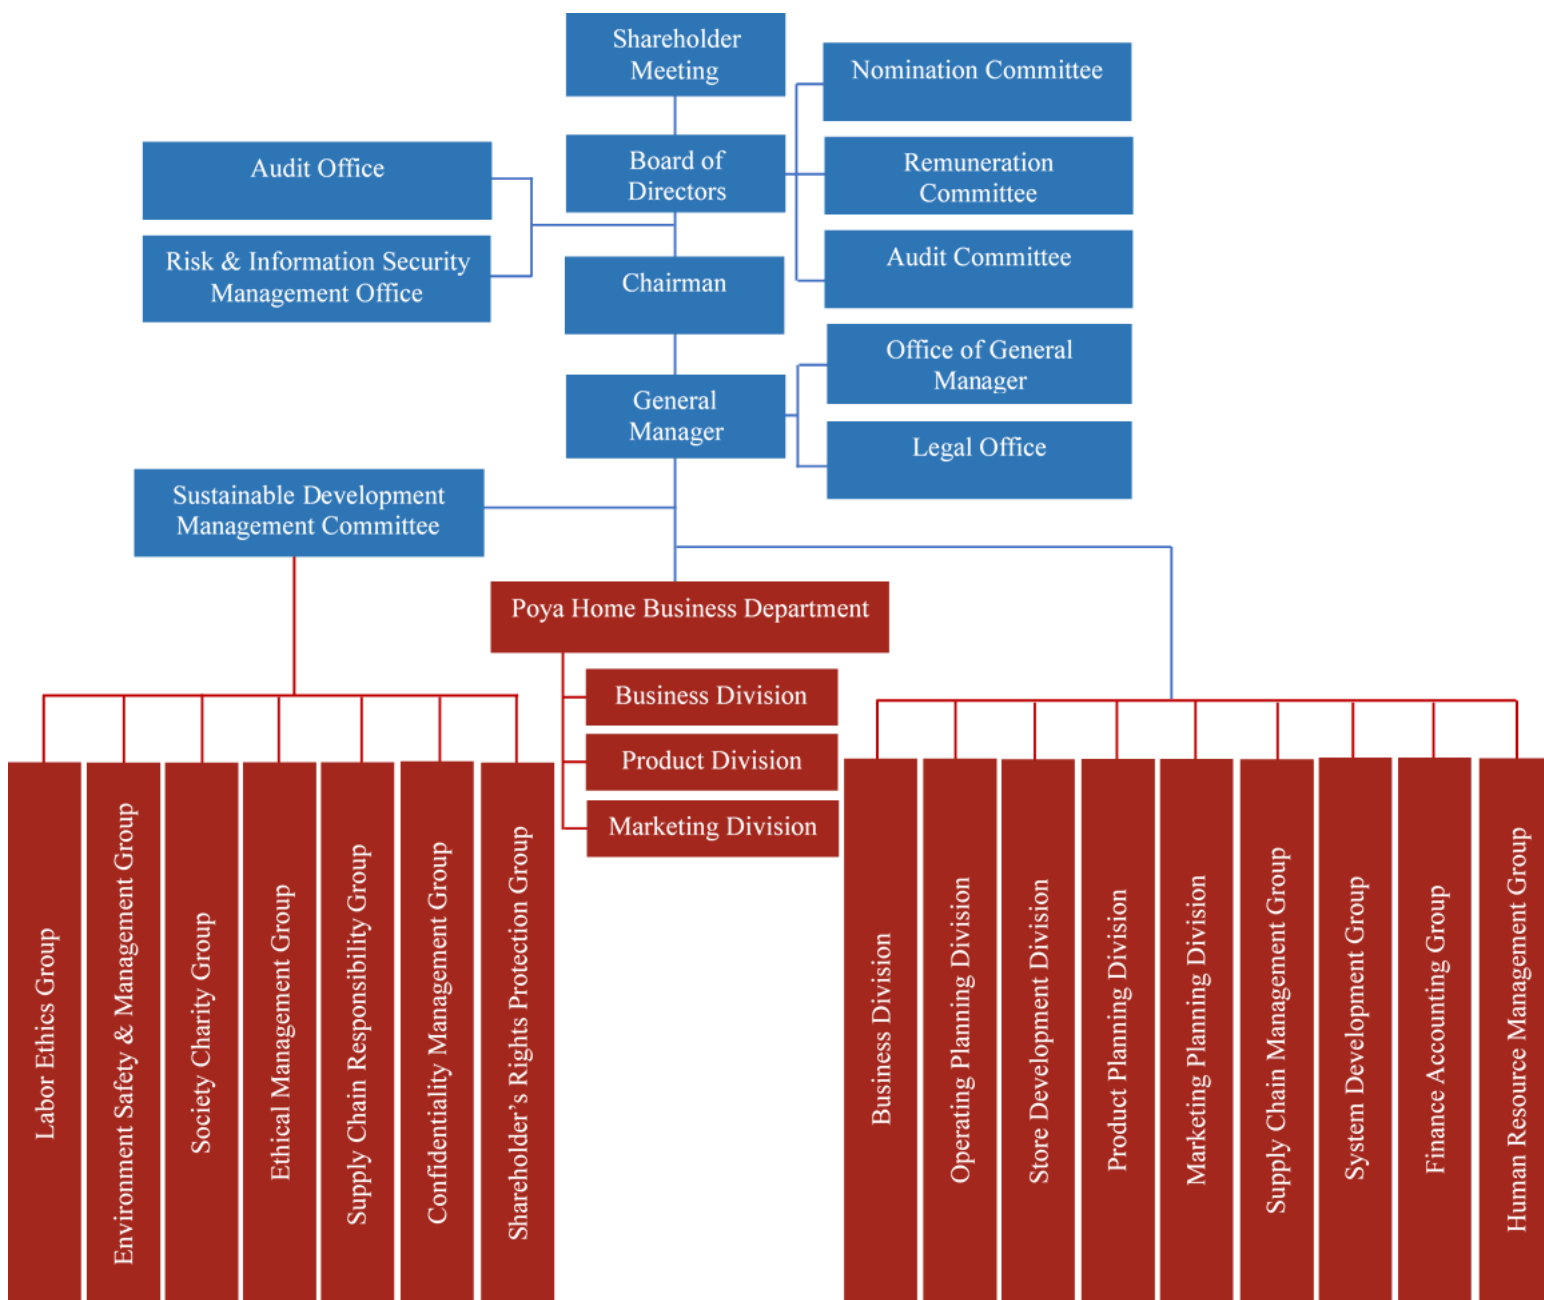 Shareholder
Meeting
Nomination Committee
Board of
Directors
Remuneration
Committee
Audit Office
Risk & Information Security
Management Office
Audit Committee
Chairman
Office of General
Manager
General
Manager
Legal Office
Sustainable Development
Management Committee
Poya Home Business Department
Business Division
Product Division
Marketing Division
Labor Ethics Group
Environment Safety & Management Group
Society Charity Group
Ethical Management Group
Supply Chain Responsibility Group
Confidentiality Management Group
Shareholder’s Rights Protection Group
Business Division
Operating Planning Division
Store Development Division
Product Planning Division
Marketing Planning Division
Supply Chain Management Group
System Development Group
Finance Accounting Group
Human Resource Management Group